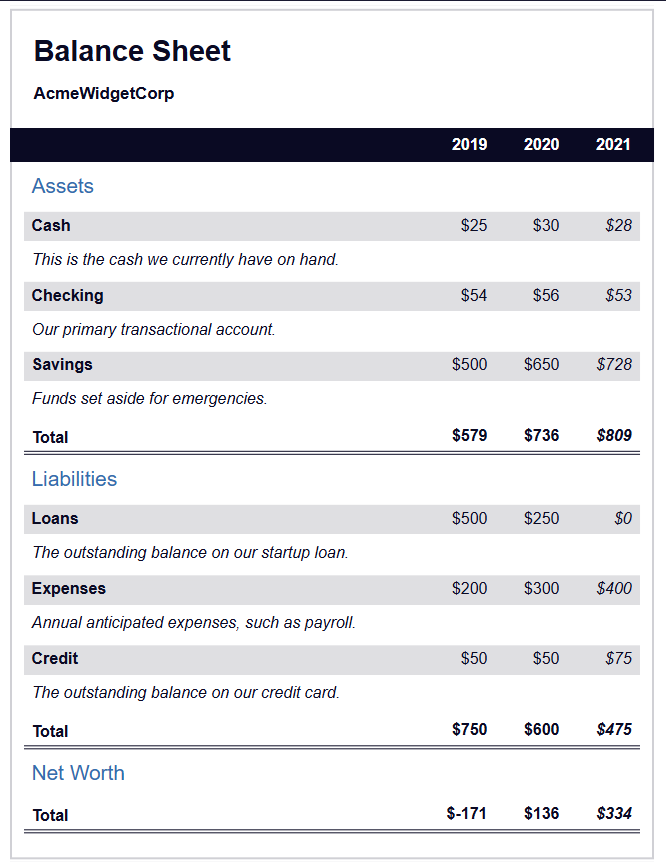 Balance Sheet
AcmeWidgetCorp
2019 2020 2021
Assets
Cash $25 $30 $28
This is the cash we currently have on hand.
Checking $54 $56 $53
Our primary transactional account.
Savings $500 $650 $728
Funds set aside for emergencies.
Total $579 $736 $809
Liabilities
Loans $500 $250 $0
The outstanding balance on our startup loan.
Expenses $200 $300 $400
Annual anticipated expenses, such as payroll.
Credit $50 $50 $75
The outstanding balance on our credit card.
Total $750 $600 $475
Net Worth
Total $-171 $136 $334